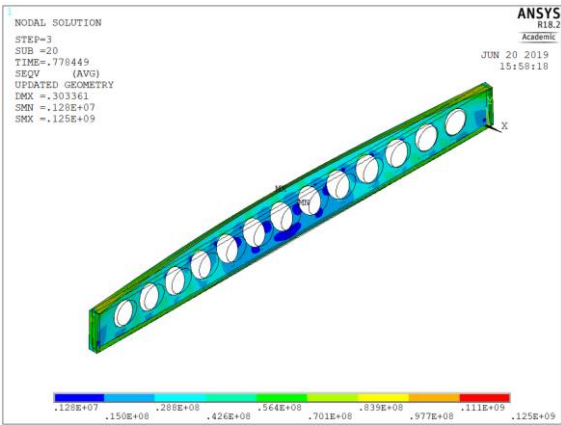 1
NODAL SOLUTION
STEP=3
SUB =20
TIME=.778449
SEQV (AVG)
UPDATED GEOMETRY
DMX =.303361
SMN =.128E+07
SMX =.125E+09
ANSYS
R18.2
Academic
JUN 20 2019
15:58:18
X
MX
MN
.128E+07 .288E+08 .564E+08 .839E+08 .111E+09
.150E+08 .426E+08 .701E+08 .977E+08 .125E+09